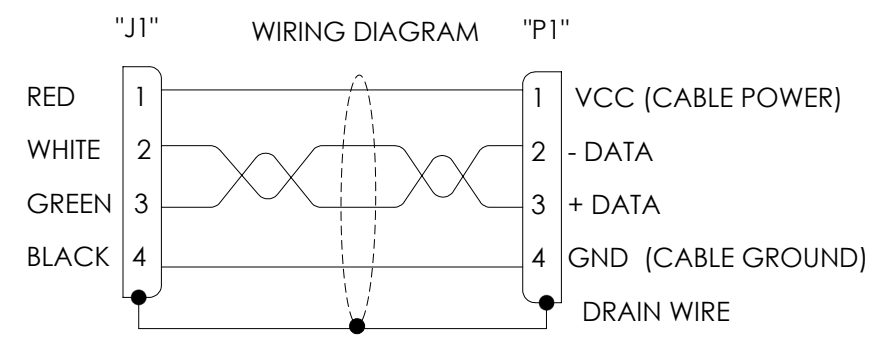 "J1" WIRING DIAGRAM "P1"
RED 1 1 VCC (CABLE POWER)
WHITE 2 2 - DATA
GREEN 3 3 + DATA
BLACK 4 4 GND (CABLE GROUND)
DRAIN WIRE